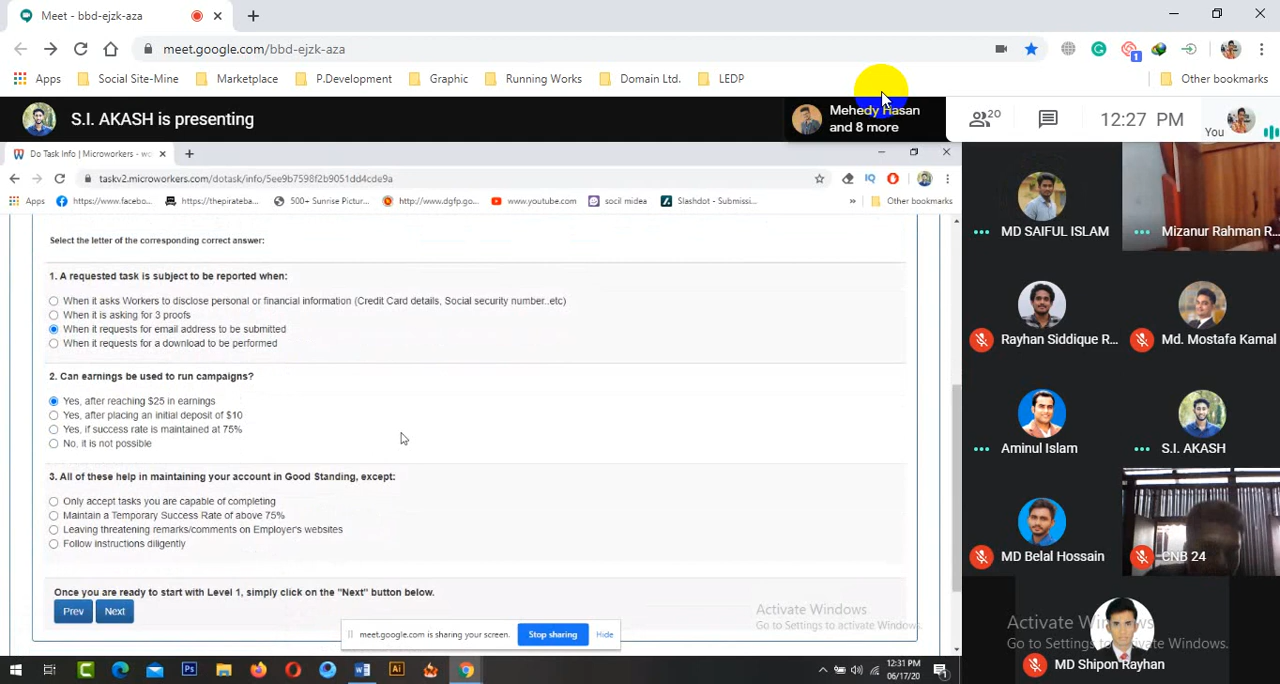 Meet - bbd-ejzk-aza
meet.google.com/bbd-ejzk-aza
1
Apps
Social Site-Mine
Marketplace
P.Development
Graphic
Running Works
Domain Ltd.
LEDP
Other bookmarks
S.I. AKASH is presenting
Mehedy Hasan
and 8 more
20
12:27 PM
You
Do Task Info | Microworkers - wo
taskv2.microworkers.com/dotask/info/5ee9b7598f2b9051dd4cde9a
Apps
https://www.facebo...
https://thepirateba...
500+ Sunrise Pictur...
http://www.dgfp.go...
www.youtube.com
socil midea
Slashdot - Submissi...
Other bookmarks
Select the letter of the corresponding correct answer:
1. A requested task is subject to be reported when:
When it asks Workers to disclose personal or financial information (Credit Card details, Social security number..etc)
When it is asking for 3 proofs
When it requests for email address to be submitted
When it requests for a download to be performed
2. Can earnings be used to run campaigns?
Yes, after reaching $25 in earnings
Yes, after placing an initial deposit of $10
Yes, if success rate is maintained at 75%
No, it is not possible
3. All of these help in maintaining your account in Good Standing, except:
Only accept tasks you are capable of completing
Maintain a Temporary Success Rate of above 75%
Leaving threatening remarks/comments on Employer's websites
Follow instructions diligently
Once you are ready to start with Level 1, simply click on the "Next" button below.
Prev
Next
Activate Windows
Go to Settings to activate Windows.
meet.google.com is sharing your screen.
Stop sharing
Hide
12:31 PM
06/17/20
MD SAIFUL ISLAM
Mizanur Rahman R...
Rayhan Siddique R...
Md. Mostafa Kamal
Aminul Islam
S.I. AKASH
MD Belal Hossain
CNB 24
Activate Windows
Go to Settings to activate Windows.
MD Shipon Rayhan